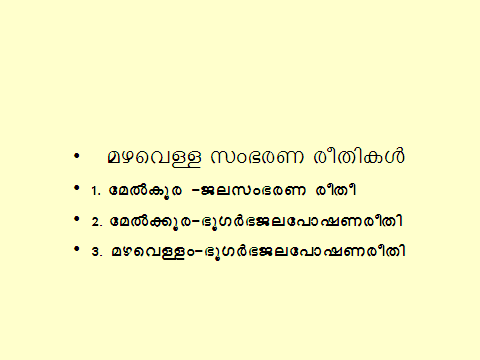 • മഴവെള്ള സംഭരണ രീതികൾ
• 1. മേൽകൂര -ജലസംഭരണ രീതീ
• 2. മേൽക്കൂര-ഭൂഗർഭജലപോഷണരീതി
• 3. മഴവെള്ളം-ഭൂഗർഭജലപോഷണരീതി